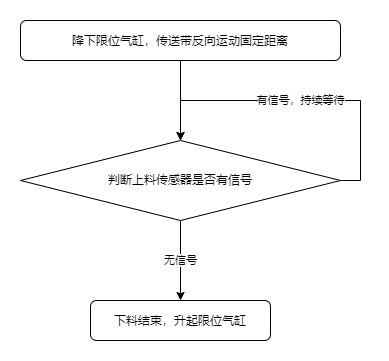 降下限位气缸，传送带反向运动固定距离
有信号，持续等待
判断上料传感器是否有信号
无信号
下料结束，升起限位气缸